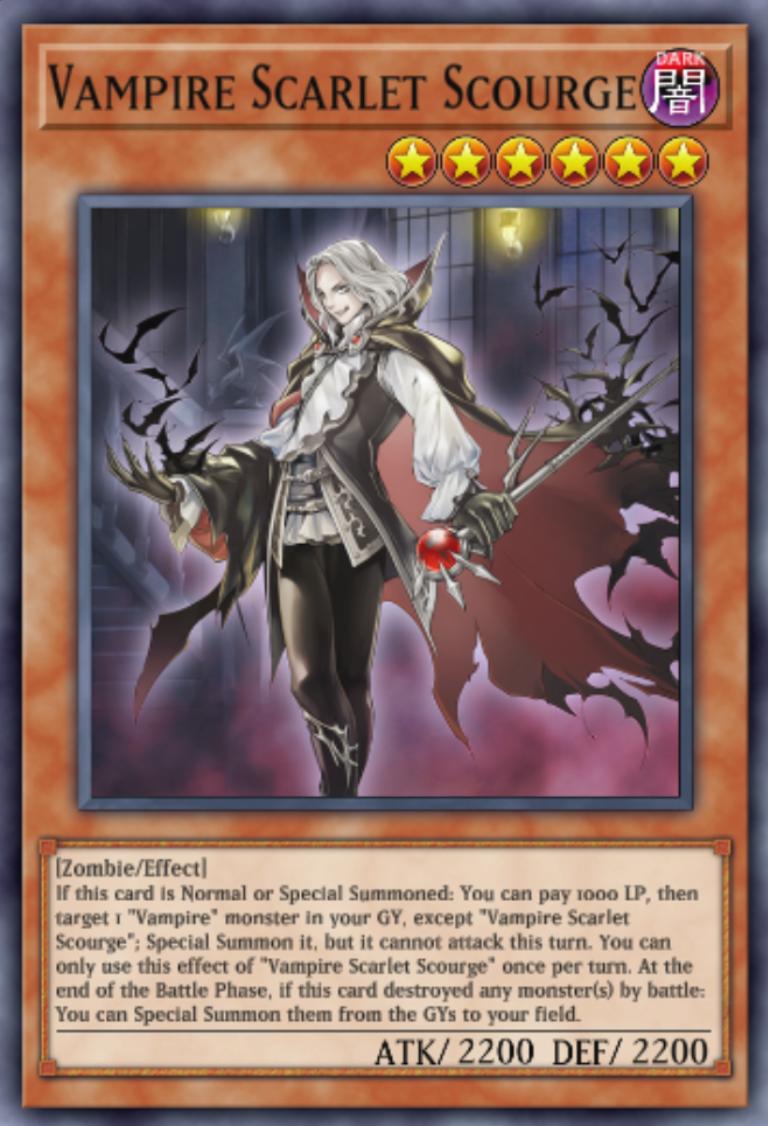 VAMPIRE SCARLET SCOURGE
DARK
闇
[Zombie/Effect]
If this card is Normal or Special Summoned: You can pay 1000 LP, then
target 1 "Vampire" monster in your GY, except "Vampire Scarlet
Scourge"; Special Summon it, but it cannot attack this turn. You can
only use this effect of "Vampire Scarlet Scourge" once per turn. At the
end of the Battle Phase, if this card destroyed any monster(s) by battle:
You can Special Summon them from the GYs to your field.
ATK/ 2200 DEF/ 2200